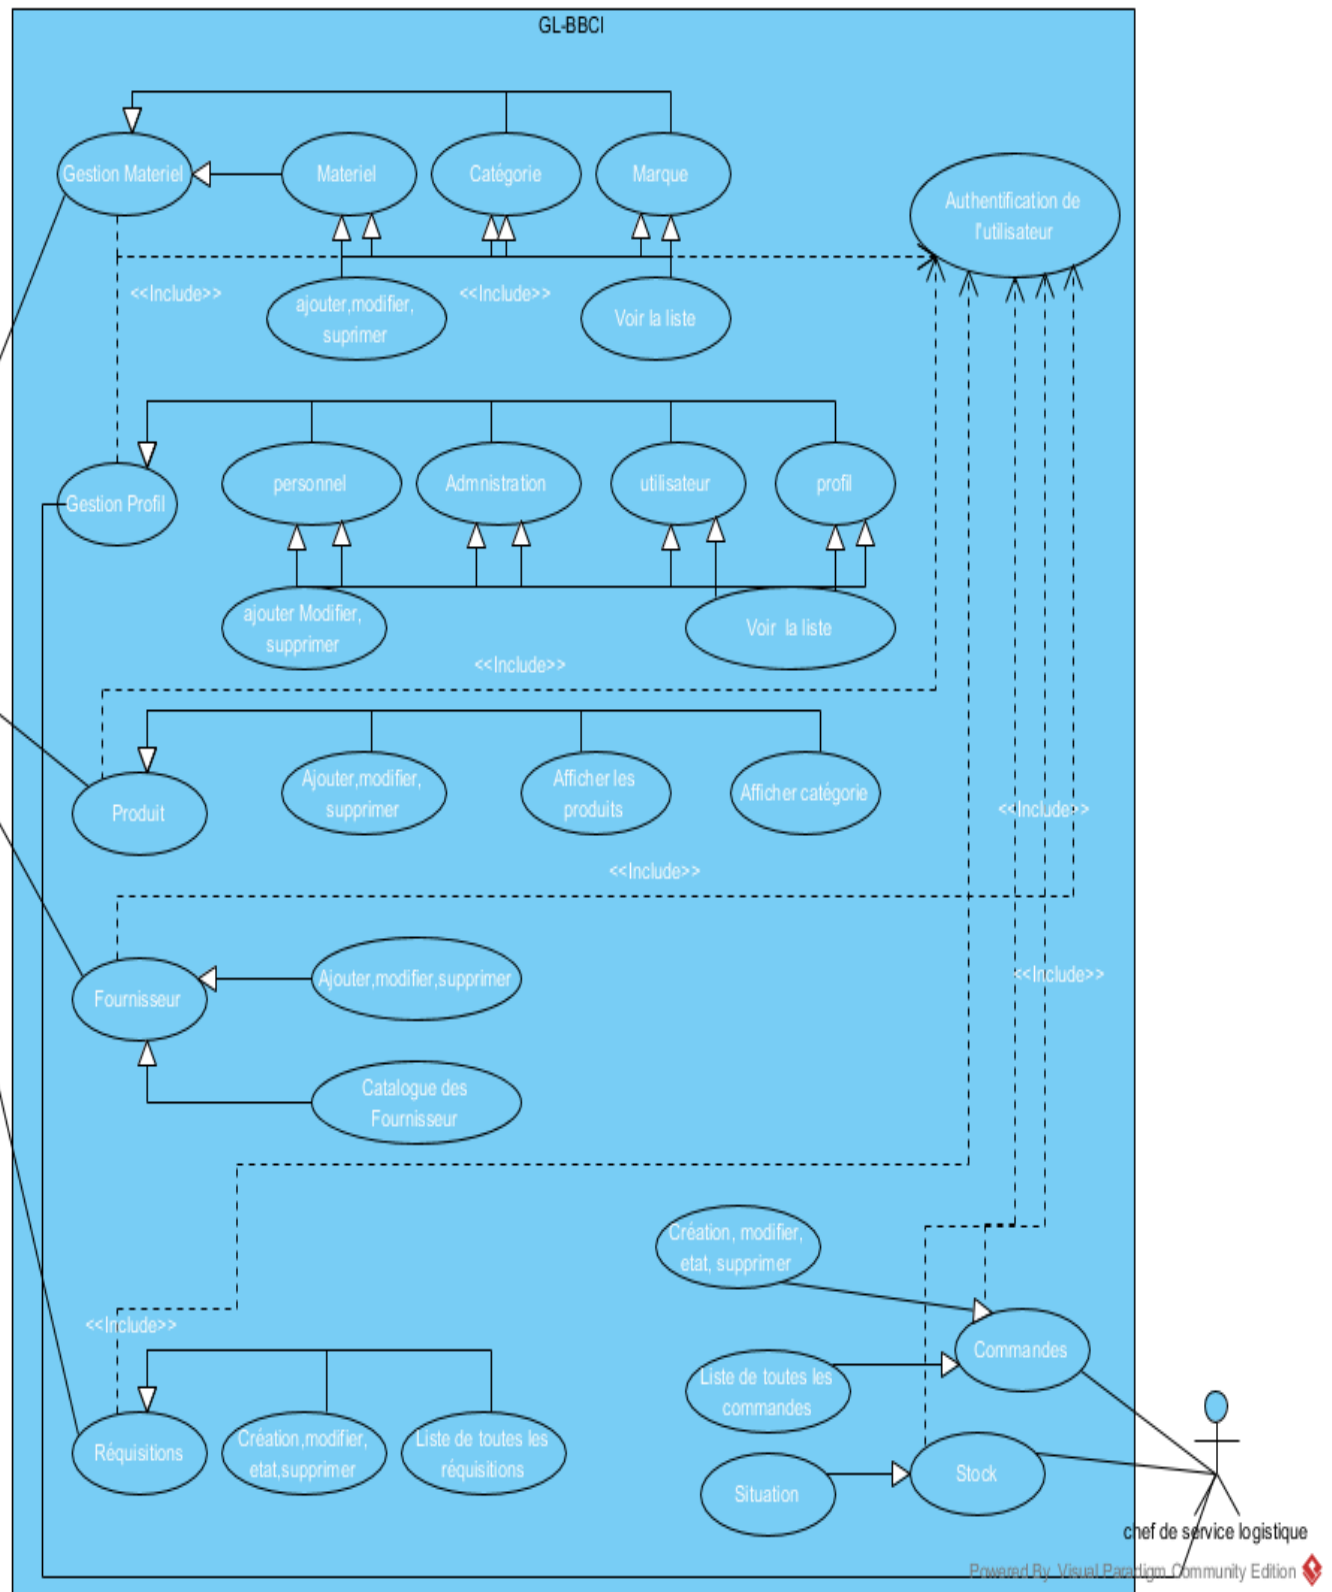 GL-BBCI
Gestion Materiel
Materiel
Catégorie
Marque
Authentification de
l'utilisateur
<<Include>>
<<Include>>
ajouter,modifier,
suprimer
Voir la liste
personnel
Admnistration
utilisateur
profil
Gestion Profil
ajouter Modifier,
supprimer
Voir la liste
<<Include>>
Ajouter,modifier,
supprimer
Afficher les
produits
Afficher catégorie
Produit
<<Include>>
<<Include>>
<<Include>>
Ajouter,modifier,supprimer
Fournisseur
Catalogue des
Fournisseur
Création, modifier,
etat, supprimer
<<Include>>
Commandes
Liste de toutes les
commandes
Réquisitions
Création,modifier,
etat,supprimer
Liste de toutes les
réquisitions
Stock
Situation
chef de service logistique
Powered By Visual Paradigm Community Edition